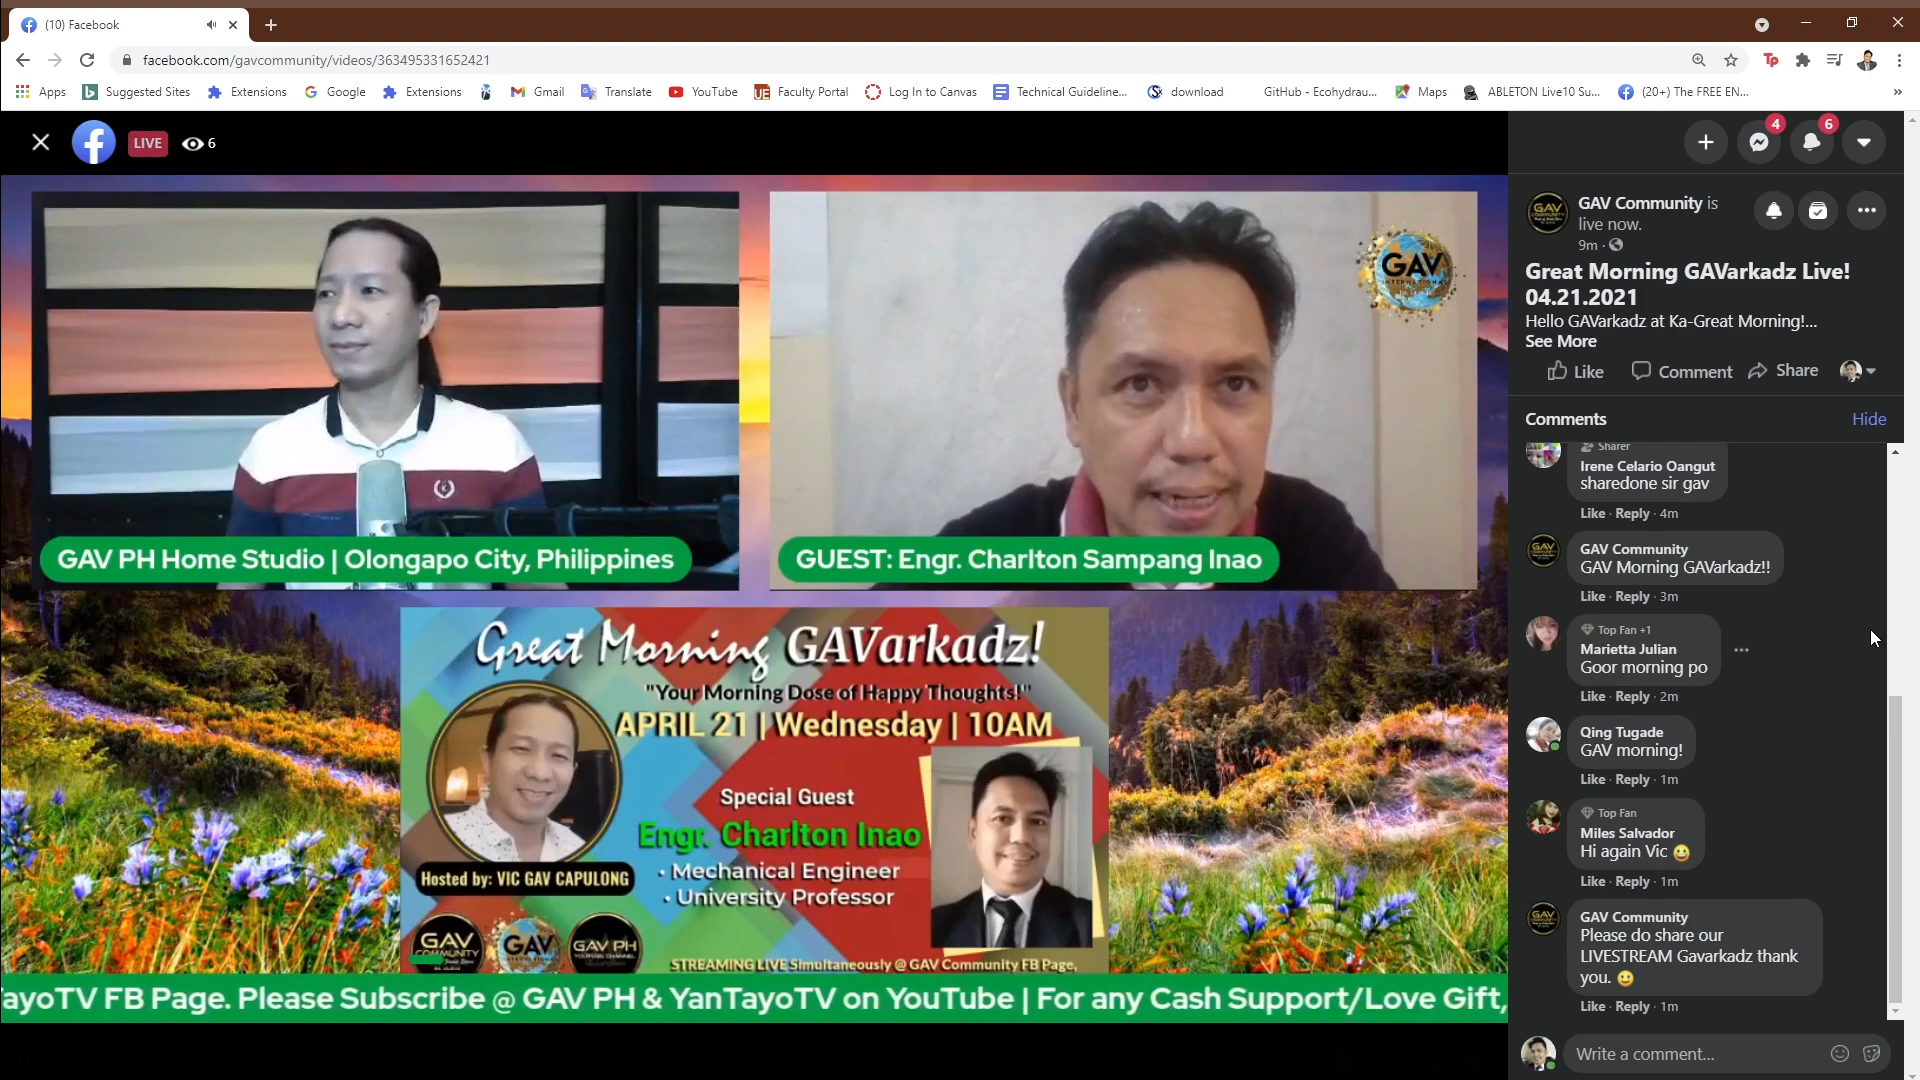 (10) Facebook
facebook.com/gavcommunity/videos/363495331652421
Apps
Suggested Sites
Extensions
Google
Extensions
Gmail
Translate
YouTube
Faculty Portal
Log In to Canvas
Technical Guideline...
download
GitHub - Ecohydrau...
Maps
ABLETON Live10 Su...
(20+) The FREE EN...
LIVE
6
4
6
GAV Community is
live now.
9m
Great Morning GAVarkadz Live!
04.21.2021
Hello GAVarkadz at Ka-Great Morning!...
See More
Like
Comment
Share
Comments
Hide
Sharer
Irene Celario Oangut
sharedone sir gav
Like · Reply · 4m
GAV Community
GAV Morning GAVarkadz!!
Like · Reply · 3m
Top Fan +1
Marietta Julian
Goor morning po
Like · Reply · 2m
Qing Tugade
GAV morning!
Like · Reply · 1m
Top Fan
Miles Salvador
Hi again Vic 😀
Like · Reply · 1m
GAV Community
Please do share our
LIVESTREAM Gavarkadz thank
you. 🙂
Like · Reply · 1m
Write a comment...
GAV
INTERNATIONAL
GAV PH Home Studio | Olongapo City, Philippines
GUEST: Engr. Charlton Sampang Inao
Great Morning GAVarkadz!
"Your Morning Dose of Happy Thoughts!"
APRIL 21 | Wednesday | 10AM
Special Guest
Engr. Charlton Inao
· Mechanical Engineer
· University Professor
Hosted by: VIC GAV CAPULONG
GAV
COMMUNITY
GAV
GAV PH
YOUTUBE CHANNEL
STREAMING LIVE Simultaneously @ GAV Community FB Page,
ayoTV FB Page. Please Subscribe @ GAV PH & YanTayoTV on YouTube | For any Cash Support/Love Gift,